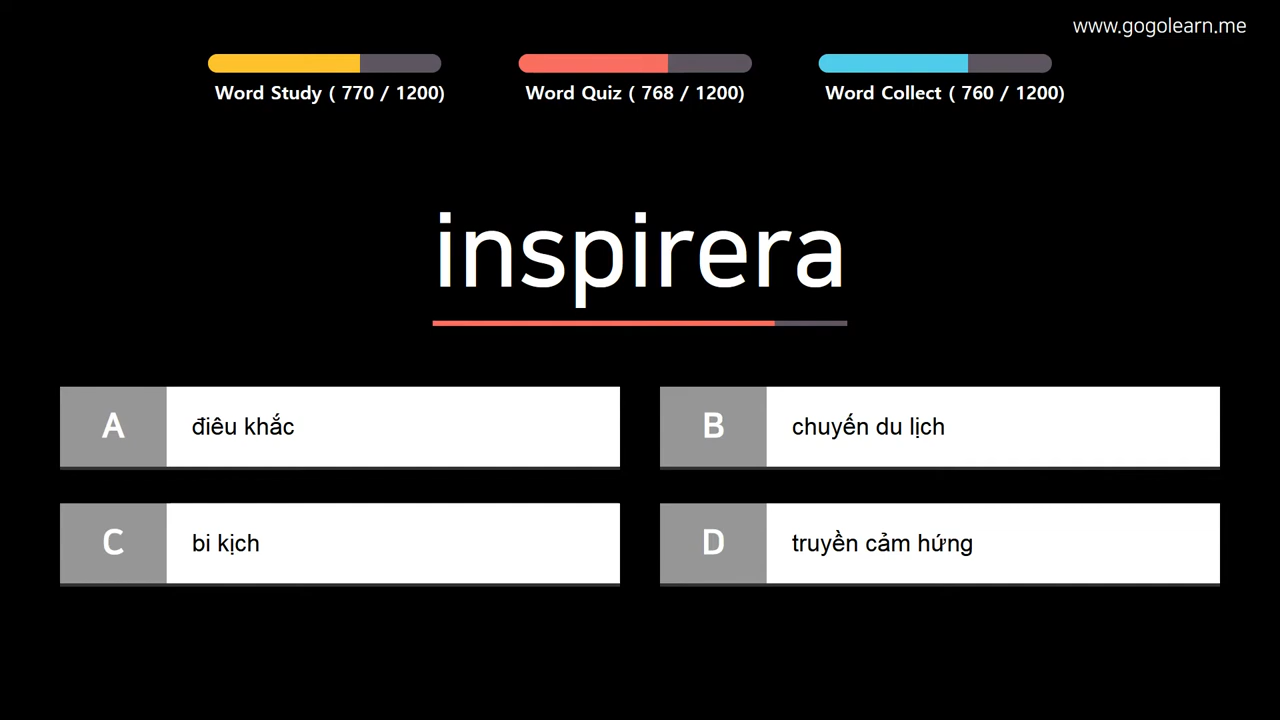 www.gogolearn.me
Word Study ( 770 / 1200)
Word Quiz ( 768 / 1200)
Word Collect ( 760 / 1200)
inspirera
A điêu khắc
B chuyến du lịch
C bi kịch
D truyền cảm hứng